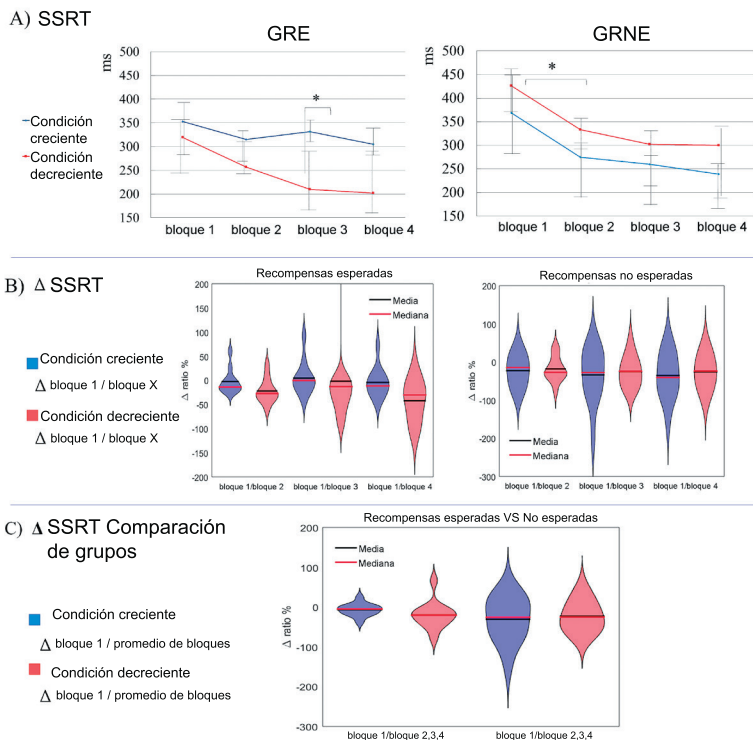 A) SSRT
GRE
GRNE
ms
500
450
400
350
300
250
200
150
bloque 1 bloque 2 bloque 3 bloque 4
*
Condición
creciente
Condición
decreciente
ms
500
450
400
350
300
250
200
150
bloque 1 bloque 2 bloque 3 bloque 4
*
B) Δ SSRT
Condición creciente
Δ bloque 1 / bloque X
Condición decreciente
Δ bloque 1 / bloque X
Recompensas esperadas
Δ ratio %
200
150
100
50
0
-50
-100
-150
-200
Media
Mediana
bloque 1/bloque 2 bloque 1/bloque 3 bloque 1/bloque 4
Recompensas no esperadas
Δ ratio %
200
100
0
-100
-200
-300
Media
Mediana
bloque 1/bloque 2 bloque 1/bloque 3 bloque 1/bloque 4
C) Δ SSRT Comparación
de grupos
Condición creciente
Δ bloque 1 / promedio de bloques
Condición decreciente
Δ bloque 1 / promedio de bloques
Recompensas esperadas VS No esperadas
Δ ratio %
200
100
0
-100
-200
-300
Media
Mediana
bloque 1/bloque 2,3,4 bloque 1/bloque 2,3,4